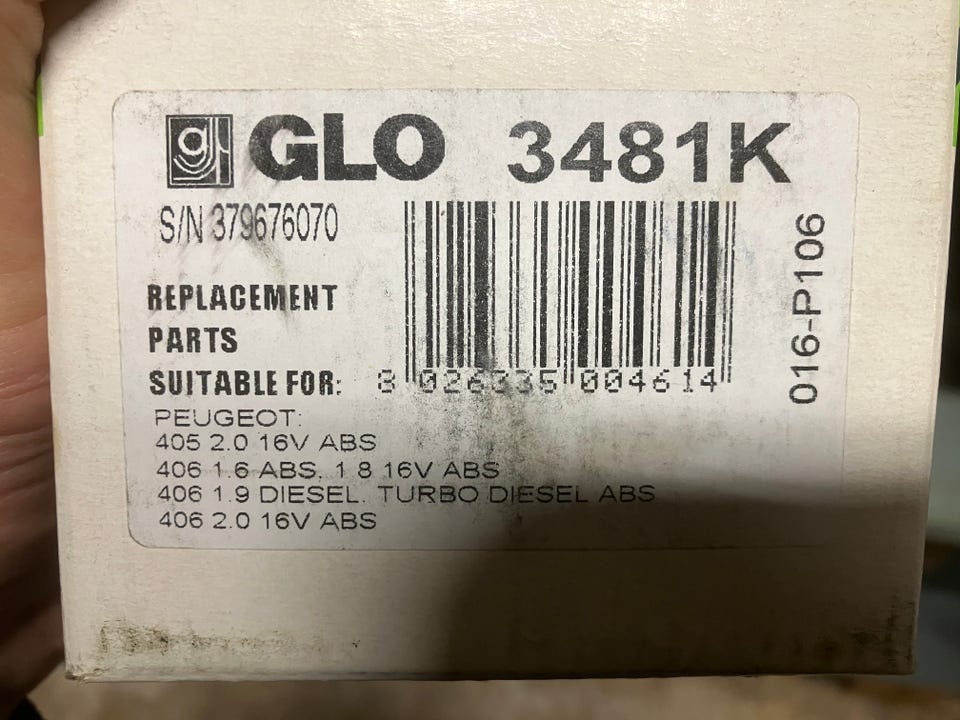 GLO 3481K
S/N 379676070
REPLACEMENT
PARTS
SUITABLE FOR:
8 026335 004614
016-P106
PEUGEOT:
405 2.0 16V ABS
406 1.6 ABS. 1 8 16V ABS
406 1.9 DIESEL. TURBO DIESEL ABS
406 2.0 16V ABS